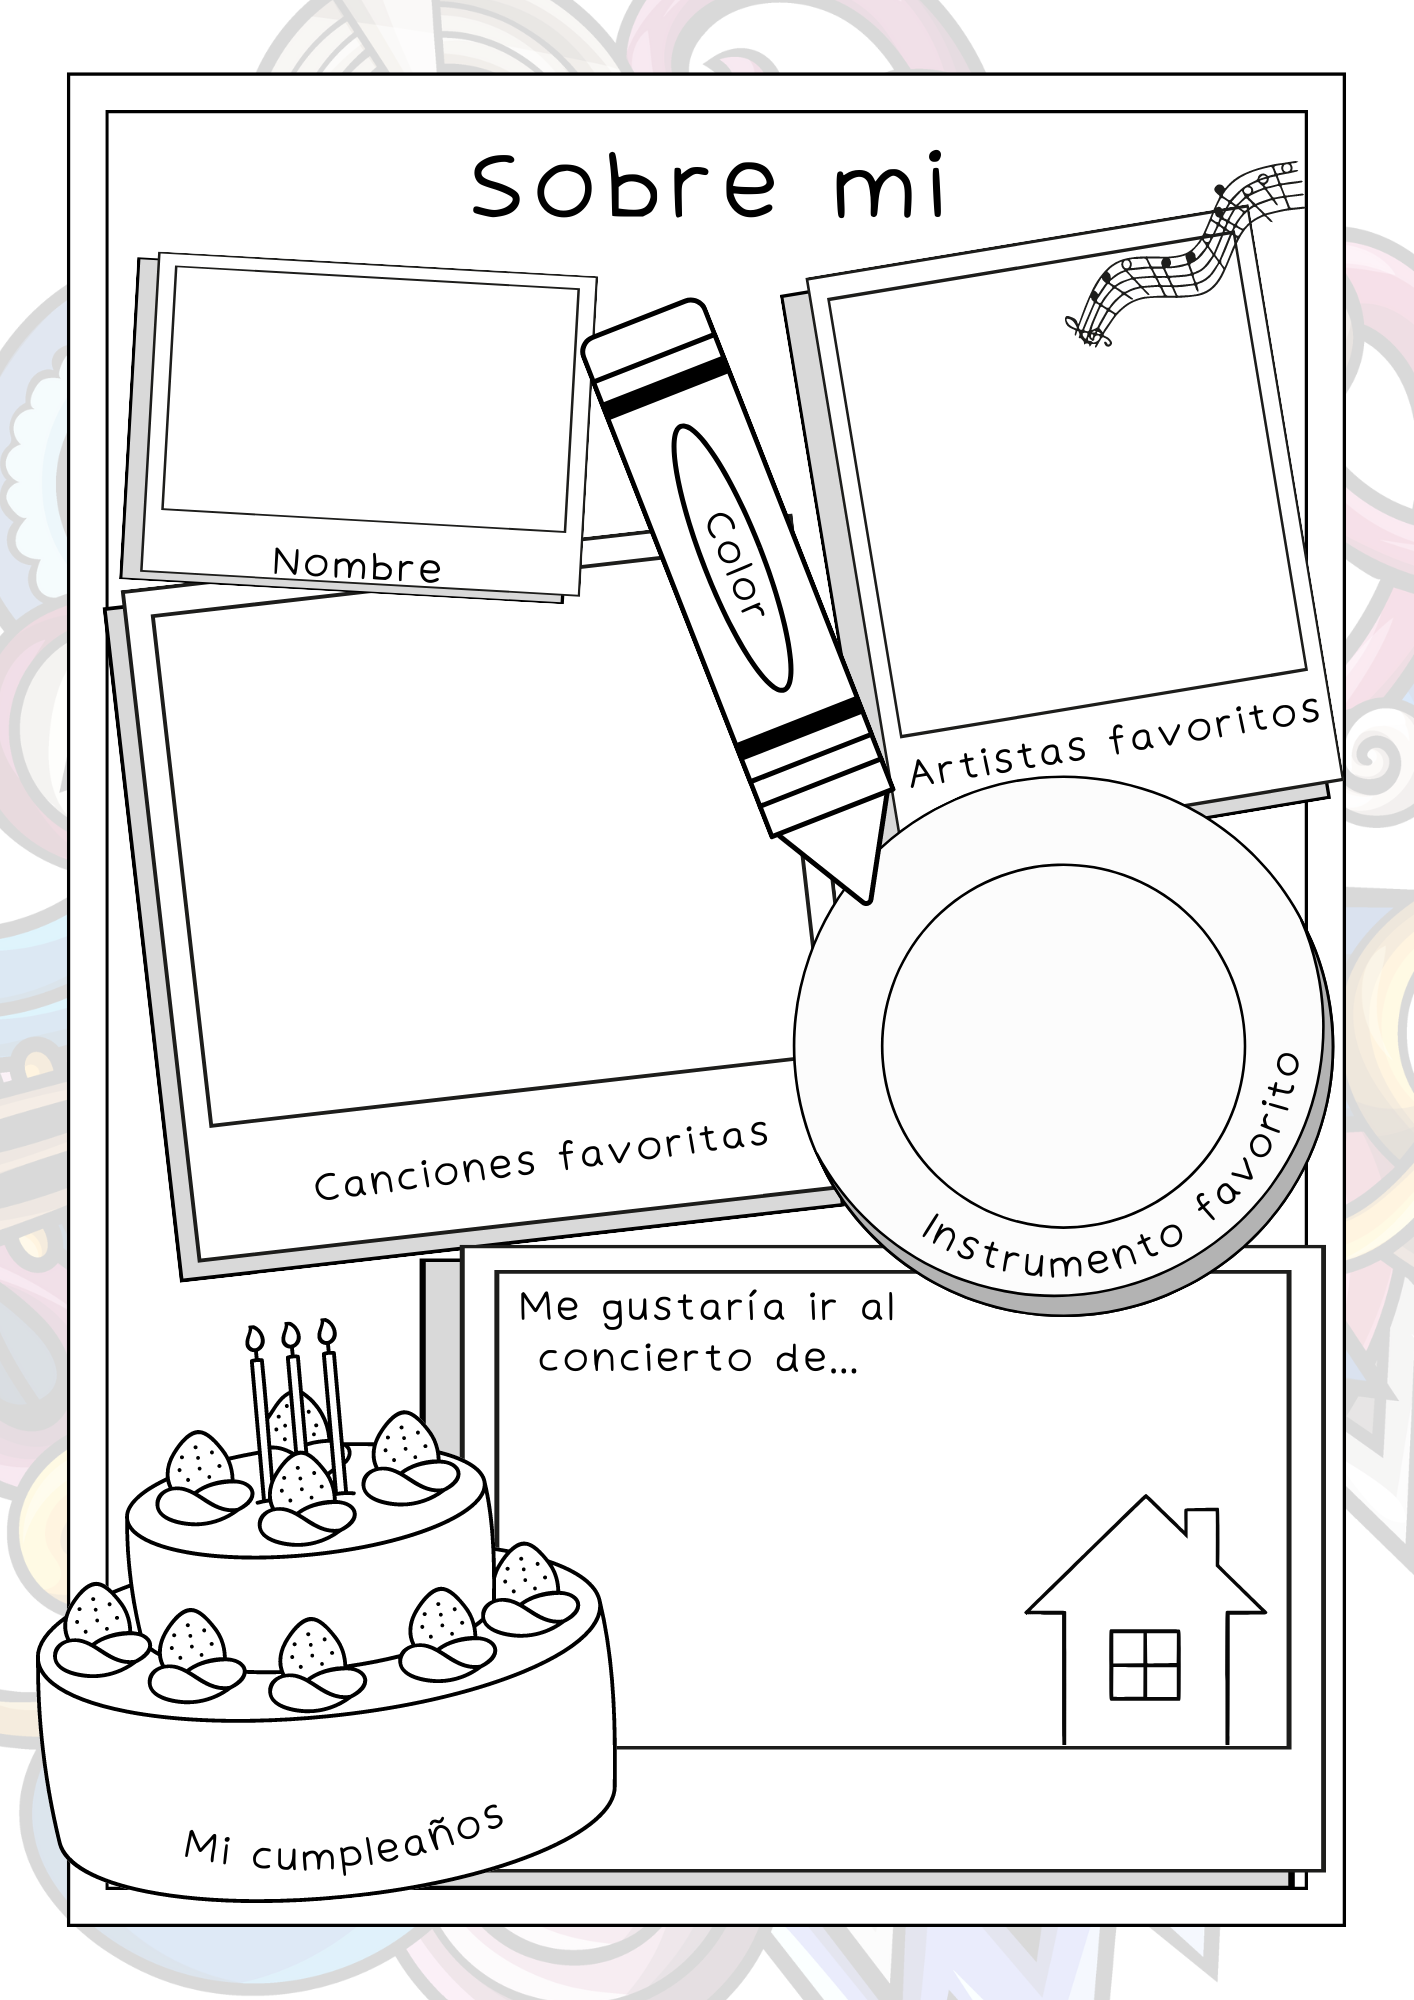 Sobre mi
Nombre
Color
Artistas favoritos
Canciones favoritas
Instrumento favorito
Me gustaría ir al
concierto de...
Mi cumpleaños